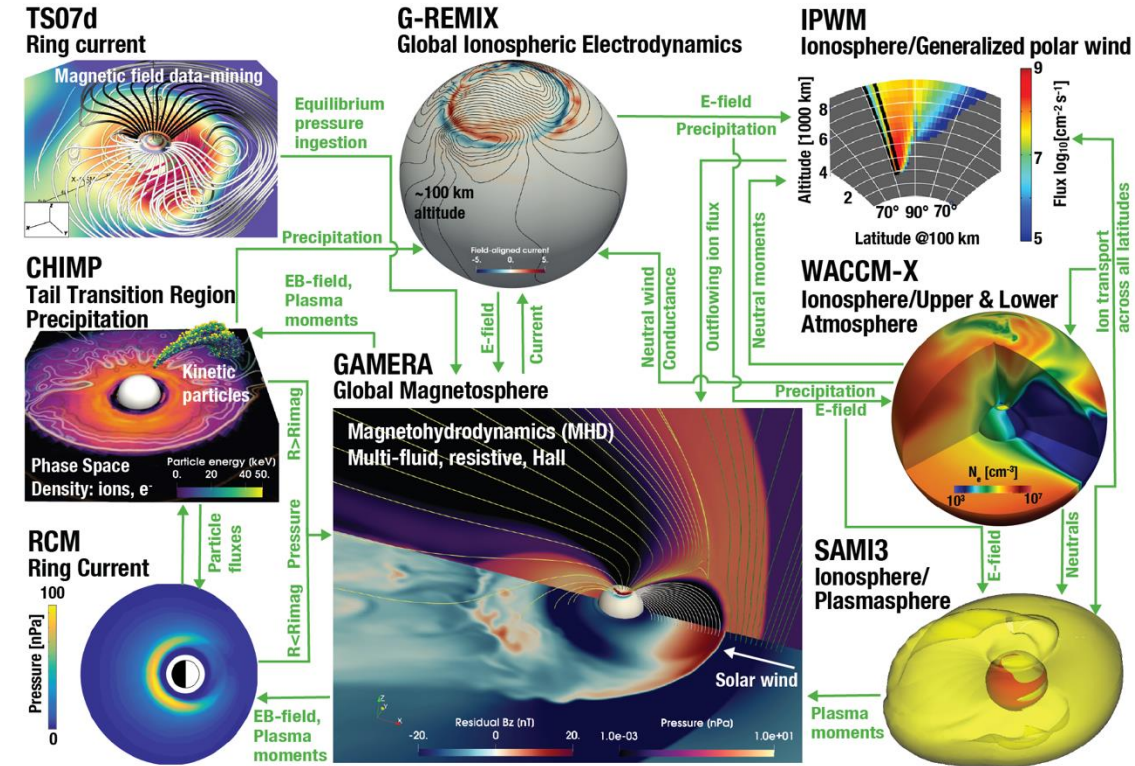 TS07d
Ring current
Magnetic field data-mining
Equilibrium
pressure
ingestion
G-REMIX
Global Ionospheric Electrodynamics
~100 km
altitude
Field-aligned current
-5. 0. 5.
E-field
Precipitation
IPWM
Ionosphere/Generalized polar wind
Altitude [1000 km]
8
6
4
2
70° 90° 70°
Latitude @100 km
9
7
5
Flux log₁₀[cm⁻² s⁻¹]
Precipitation
EB-field,
Plasma
moments
CHIMP
Tail Transition Region
Precipitation
Kinetic
particles
Phase Space
Density: ions, e⁻
Particle energy (keV)
0. 20 40 50.
E-field
Current
Neutral wind
Conductance
Outflowing ion flux
Neutral moments
Ion transport
across all latitudes
WACCM-X
Ionosphere/Upper & Lower
Atmosphere
Nₑ [cm⁻³]
10³ 10⁷
Precipitation
E-field
GAMERA
Global Magnetosphere
Magnetohydrodynamics (MHD)
Multi-fluid, resistive, Hall
Solar wind
Residual Bz (nT)
-20. 0 20.
Pressure (nPa)
1.0e-03 1.0e+01
R>Rimag
Pressure
R<Rimag
Particle
fluxes
RCM
Ring Current
100
Pressure [nPa]
0
EB-field,
Plasma
moments
E-field
Neutrals
SAMI3
Ionosphere/
Plasmasphere
Plasma
moments